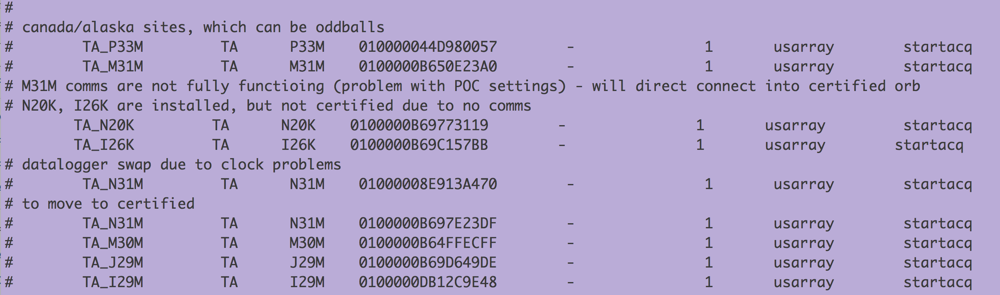 #
# canada/alaska sites, which can be oddballs
#        TA_P33M         TA      P33M    010000044D980057        -               1       usarray        startacq
#        TA_M31M         TA      M31M    0100000B650E23A0        -               1       usarray        startacq
# M31M comms are not fully functioing (problem with POC settings) - will direct connect into certified orb
# N20K, I26K are installed, but not certified due to no comms
        TA_N20K         TA      N20K    0100000B69773119        -               1       usarray         startacq
        TA_I26K         TA      I26K    0100000B69C157BB        -               1       usarray        startacq
# datalogger swap due to clock problems
#        TA_N31M         TA      N31M    01000008E913A470        -               1       usarray        startacq
# to move to certified
#        TA_N31M         TA      N31M    0100000B697E23DF        -               1       usarray        startacq
#        TA_M30M         TA      M30M    0100000B64FFECFF        -               1       usarray        startacq
#        TA_J29M         TA      J29M    0100000B69D649DE        -               1       usarray        startacq
#        TA_I29M         TA      I29M    0100000DB12C9E48        -               1       usarray        startacq